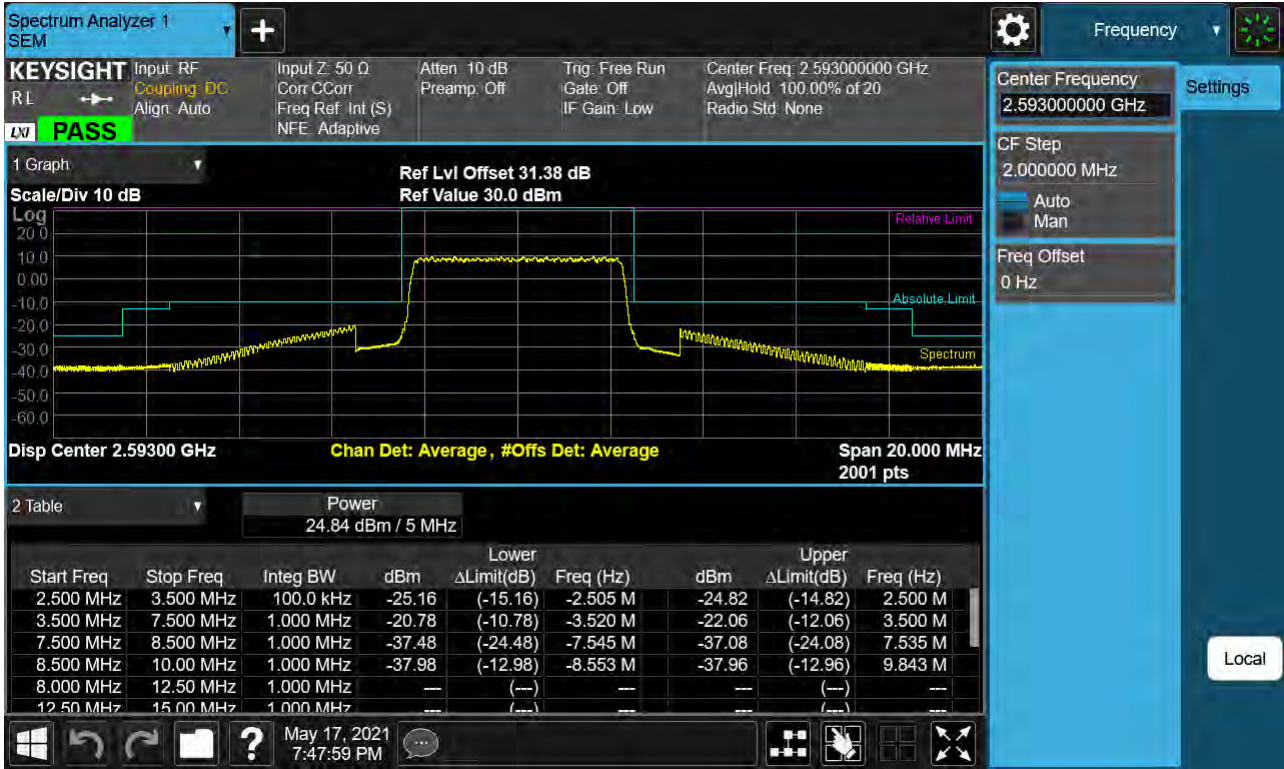 Spectrum Analyzer 1
SEM
Frequency
KEYSIGHT
R L
LXI PASS
Input: RF
Coupling: DC
Align: Auto
Input Z: 50 Ω
Corr CCorr
Freq Ref: Int (S)
NFE: Adaptive
Atten: 10 dB
Preamp: Off
Trig: Free Run
Gate: Off
IF Gain: Low
Center Freq: 2.593000000 GHz
Avg|Hold: 100.00% of 20
Radio Std: None
Center Frequency
2.593000000 GHz
Settings
CF Step
2.000000 MHz
Auto
Man
Freq Offset
0 Hz
Local
1 Graph
Scale/Div 10 dB
Ref Lvl Offset 31.38 dB
Ref Value 30.0 dBm
Log
20.0
10.0
0.00
-10.0
-20.0
-30.0
-40.0
-50.0
-60.0
Relative Limit
Absolute Limit
Spectrum
Disp Center 2.59300 GHz
Chan Det: Average , #Offs Det: Average
Span 20.000 MHz
2001 pts
2 Table
Power
24.84 dBm / 5 MHz
Lower Upper
Start Freq Stop Freq Integ BW dBm ΔLimit(dB) Freq (Hz) dBm ΔLimit(dB) Freq (Hz)
2.500 MHz 3.500 MHz 100.0 kHz -25.16 (-15.16) -2.505 M -24.82 (-14.82) 2.500 M
3.500 MHz 7.500 MHz 1.000 MHz -20.78 (-10.78) -3.520 M -22.06 (-12.06) 3.500 M
7.500 MHz 8.500 MHz 1.000 MHz -37.48 (-24.48) -7.545 M -37.08 (-24.08) 7.535 M
8.500 MHz 10.00 MHz 1.000 MHz -37.98 (-12.98) -8.553 M -37.96 (-12.96) 9.843 M
8.000 MHz 12.50 MHz 1.000 MHz --- (---) --- --- (---) ---
12.50 MHz 15.00 MHz 1.000 MHz --- (---) --- --- (---) ---
May 17, 2021
7:47:59 PM